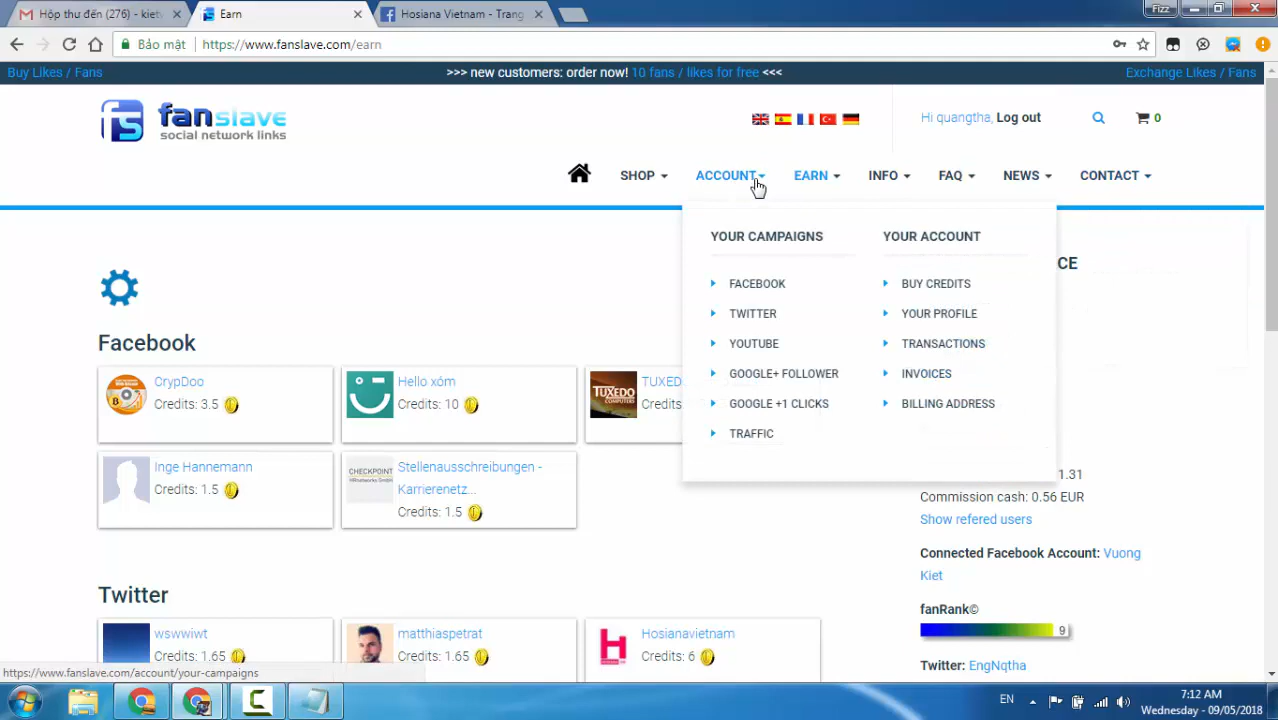 Hộp thư đến (276) - kietv
Earn
Hosiana Vietnam - Trang
Fizz
Bảo mật
https://www.fanslave.com/earn
Buy Likes / Fans
>>> new customers: order now! 10 fans / likes for free <<<
Exchange Likes / Fans
fanslave
social network links
Hi quangtha, Log out
0
SHOP
ACCOUNT
EARN
INFO
FAQ
NEWS
CONTACT
YOUR CAMPAIGNS
YOUR ACCOUNT
CE
FACEBOOK
BUY CREDITS
TWITTER
YOUR PROFILE
YOUTUBE
TRANSACTIONS
GOOGLE+ FOLLOWER
INVOICES
GOOGLE +1 CLICKS
BILLING ADDRESS
TRAFFIC
Facebook
CrypDoo
Credits: 3.5
Hello xóm
Credits: 10
TUXEDO
COMPUTERS
TUXED
Credits
Inge Hannemann
Credits: 1.5
CHECKPOINT
HRnetworks GmbH
Stellenausschreibungen -
Karrierenetz...
Credits: 1.5
1.31
Commission cash: 0.56 EUR
Show refered users
Connected Facebook Account: Vuong
Kiet
fanRank©
9
Twitter: EngNqtha
Twitter
wswwiwt
Credits: 1.65
matthiaspetrat
Credits: 1.65
Hosianavietnam
Credits: 6
https://www.fanslave.com/account/your-campaigns
EN
7:12 AM
Wednesday - 09/05/2018